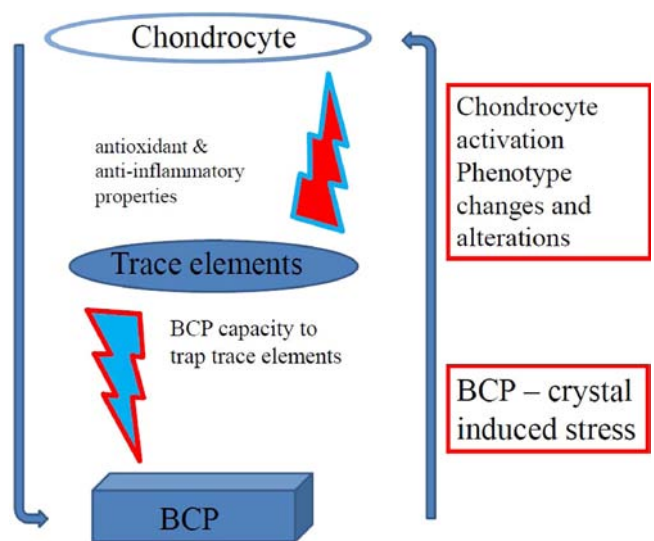 Chondrocyte
antioxidant &
anti-inflammatory
properties
Trace elements
BCP capacity to
trap trace elements
BCP
Chondrocyte
activation
Phenotype
changes and
alterations
BCP – crystal
induced stress